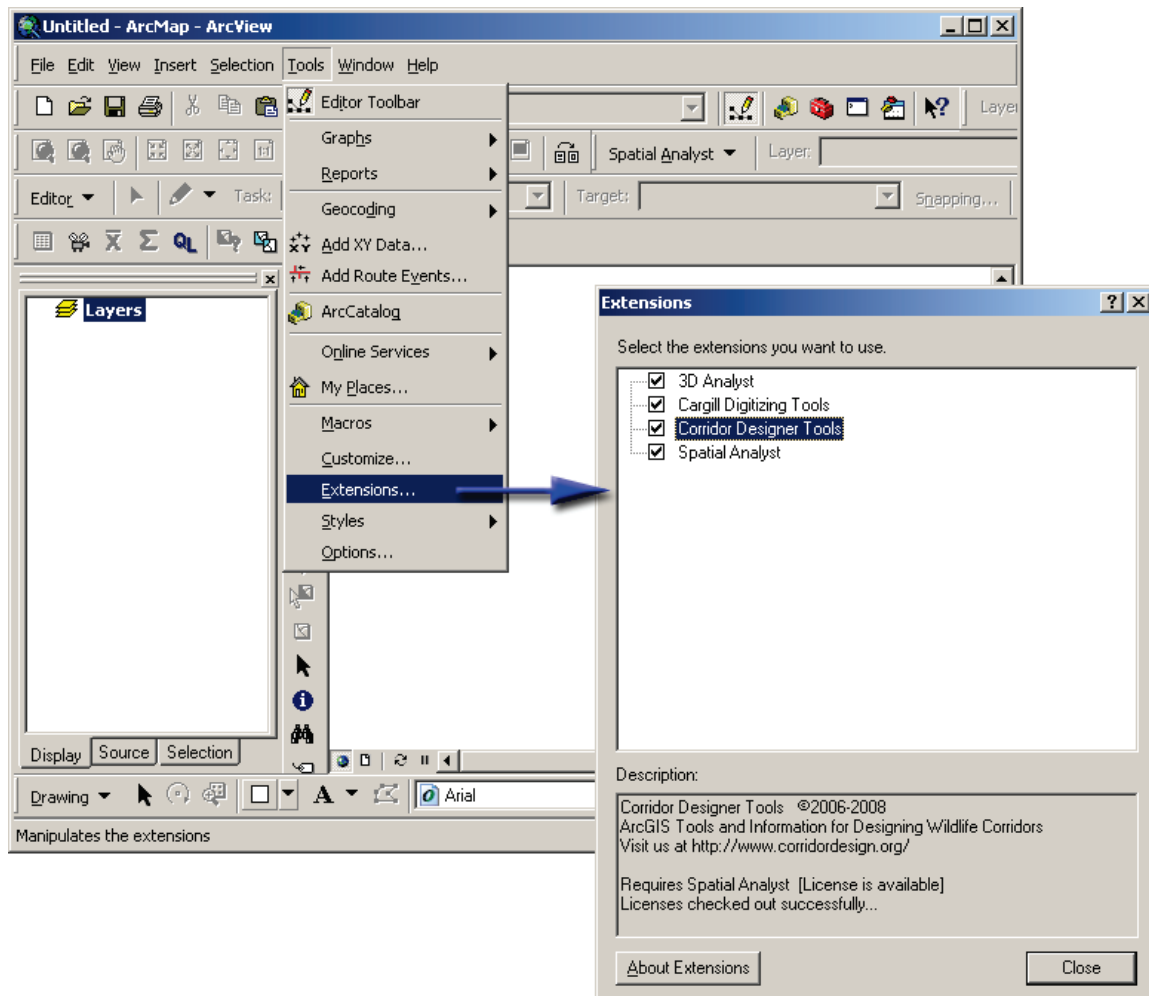 Untitled - ArcMap - ArcView
File Edit View Insert Selection Tools Window Help
Layer
Spatial Analyst Layer:
Editor Task: Target: Snapping...
QL
Editor Toolbar
Graphs
Reports
Geocoding
Add XY Data...
Add Route Events...
ArcCatalog
Online Services
My Places...
Macros
Customize...
Extensions...
Styles
Options...
Layers
Display Source Selection
Drawing A Arial
Manipulates the extensions
Extensions
Select the extensions you want to use.
3D Analyst
Cargill Digitizing Tools
Corridor Designer Tools
Spatial Analyst
Description:
Corridor Designer Tools ©2006-2008
ArcGIS Tools and Information for Designing Wildlife Corridors
Visit us at http://www.corridordesign.org/
Requires Spatial Analyst [License is available]
Licenses checked out successfully...
About Extensions Close